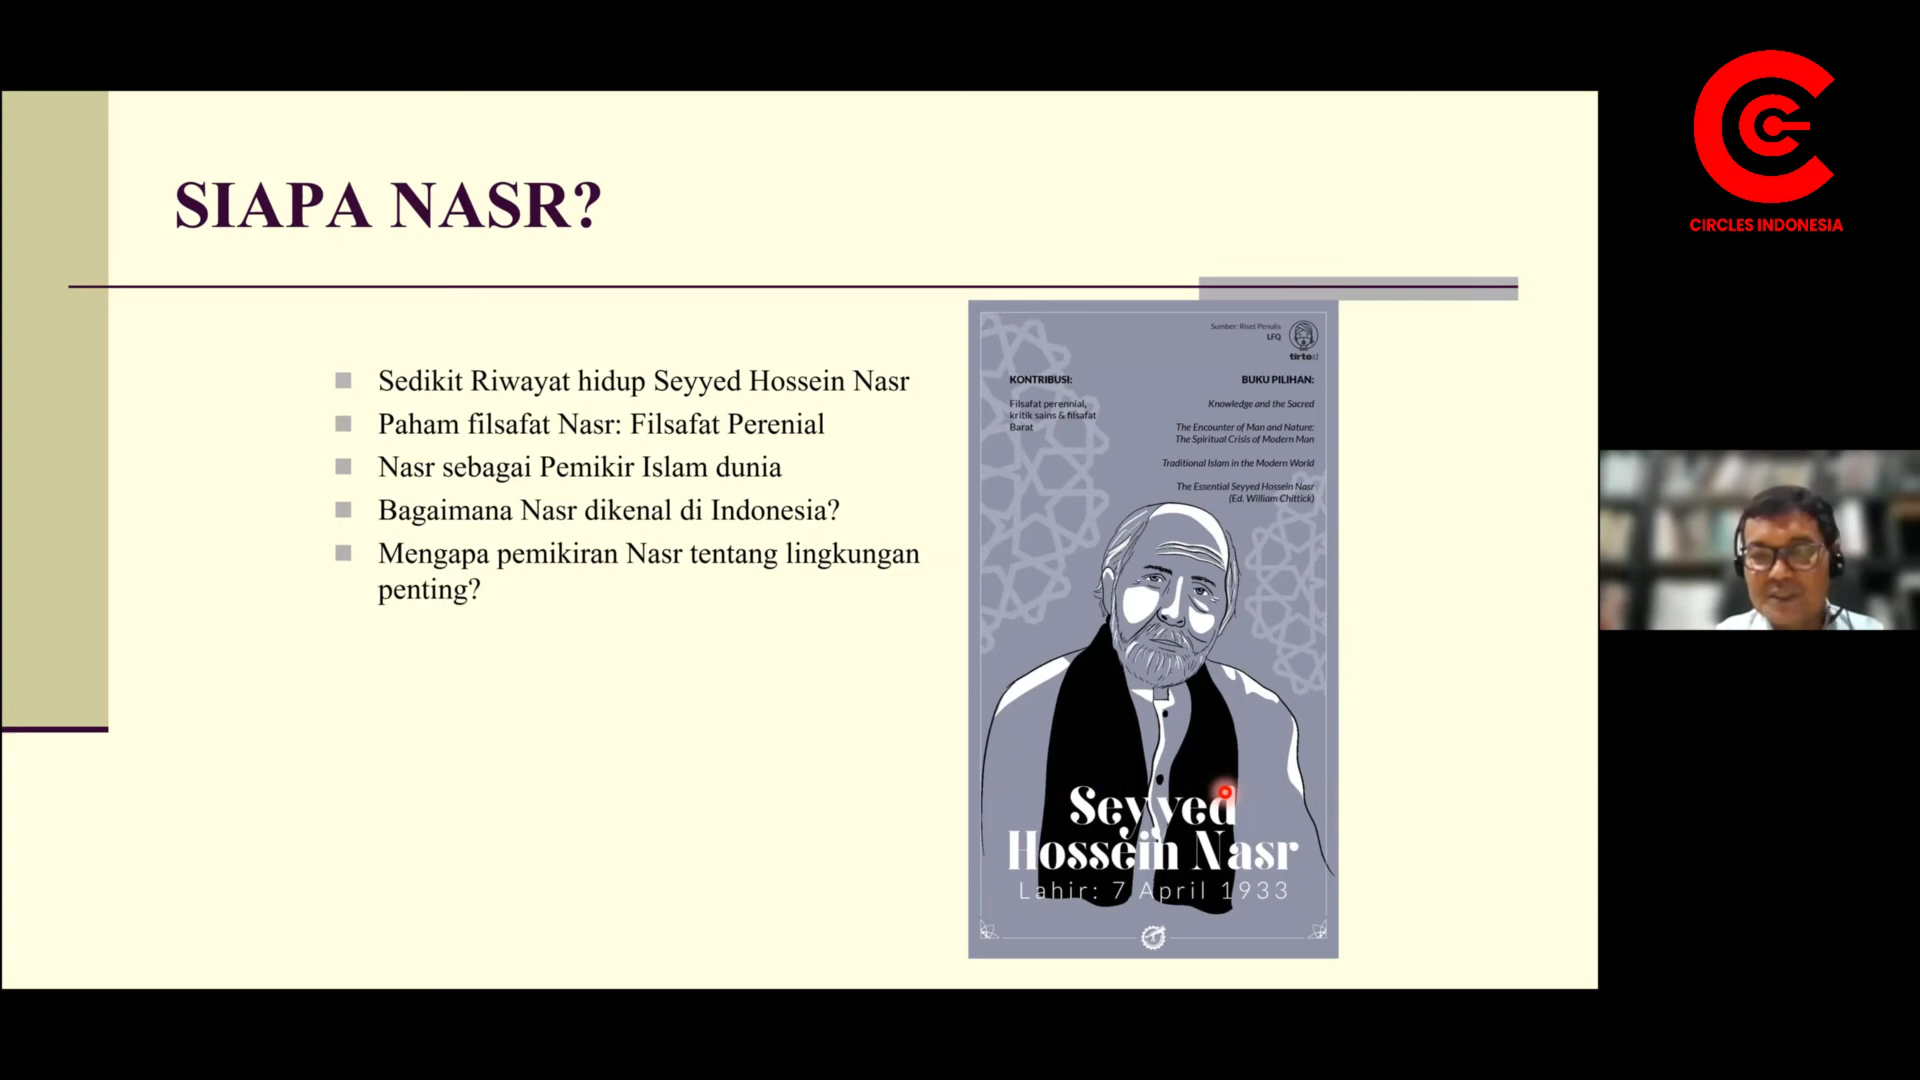 CIRCLES INDONESIA
SIAPA NASR?
Sedikit Riwayat hidup Seyyed Hossein Nasr
Paham filsafat Nasr: Filsafat Perenial
Nasr sebagai Pemikir Islam dunia
Bagaimana Nasr dikenal di Indonesia?
Mengapa pemikiran Nasr tentang lingkungan
penting?
Sumber: Riset Penulis
LFQ
tirto.id
KONTRIBUSI:
Filsafat perennial,
kritik sains & filsafat
Barat
BUKU PILIHAN:
Knowledge and the Sacred
The Encounter of Man and Nature:
The Spiritual Crisis of Modern Man
Traditional Islam in the Modern World
The Essential Seyyed Hossein Nasr
(Ed. William Chittick)
Seyyed
Hossein Nasr
Lahir: 7 April 1933